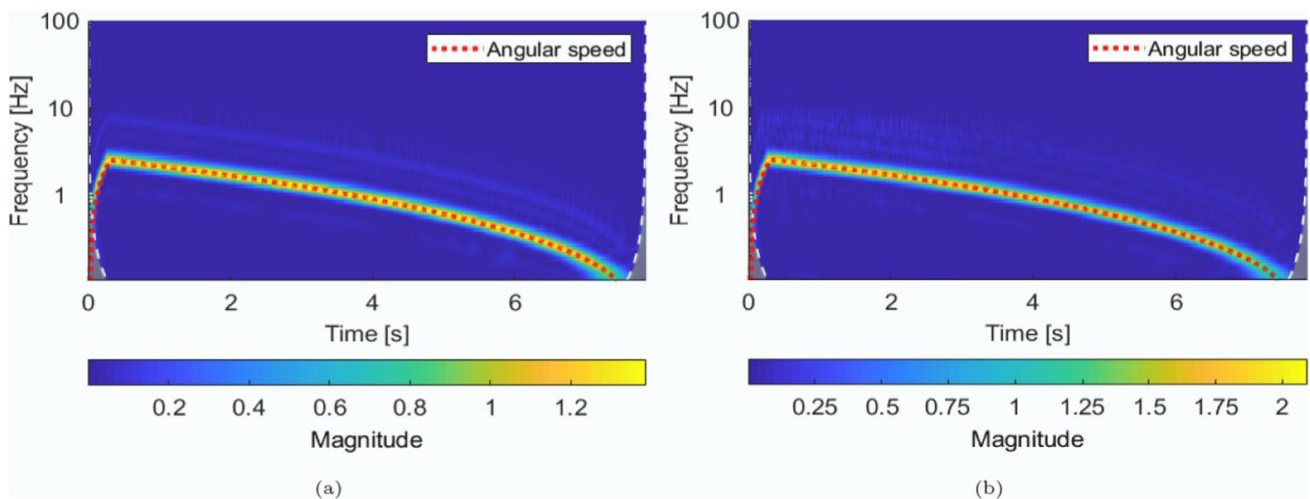 100
10
1
Frequency [Hz]
Angular speed
0 2 4 6
Time [s]
0.2 0.4 0.6 0.8 1 1.2
Magnitude
(a)
100
10
1
Frequency [Hz]
Angular speed
0 2 4 6
Time [s]
0.25 0.5 0.75 1 1.25 1.5 1.75 2
Magnitude
(b)